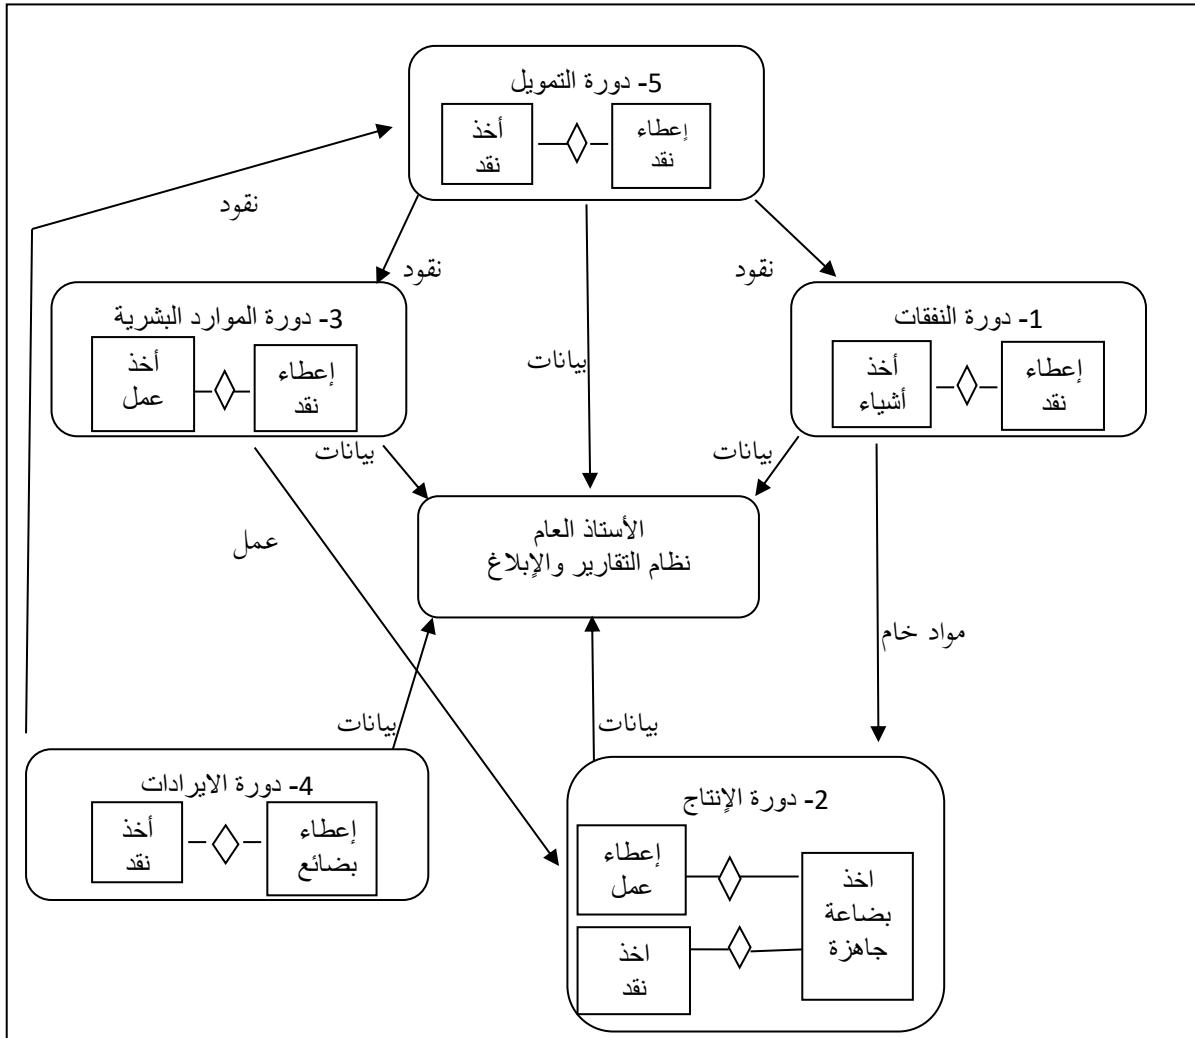 5- دورة التمويل
إعطاء
نقد
أخذ
نقد
نقود
نقود
نقود
1- دورة النفقات
إعطاء
نقد
أخذ
أشياء
3- دورة الموارد البشرية
إعطاء
نقد
أخذ
عمل
بيانات
بيانات
بيانات
الأستاذ العام
نظام التقارير والإبلاغ
عمل
مواد خام
بيانات
بيانات
2- دورة الإنتاج
اخذ
بضاعة
جاهزة
إعطاء
عمل
اخذ
نقد
4- دورة الايرادات
إعطاء
بضائع
أخذ
نقد